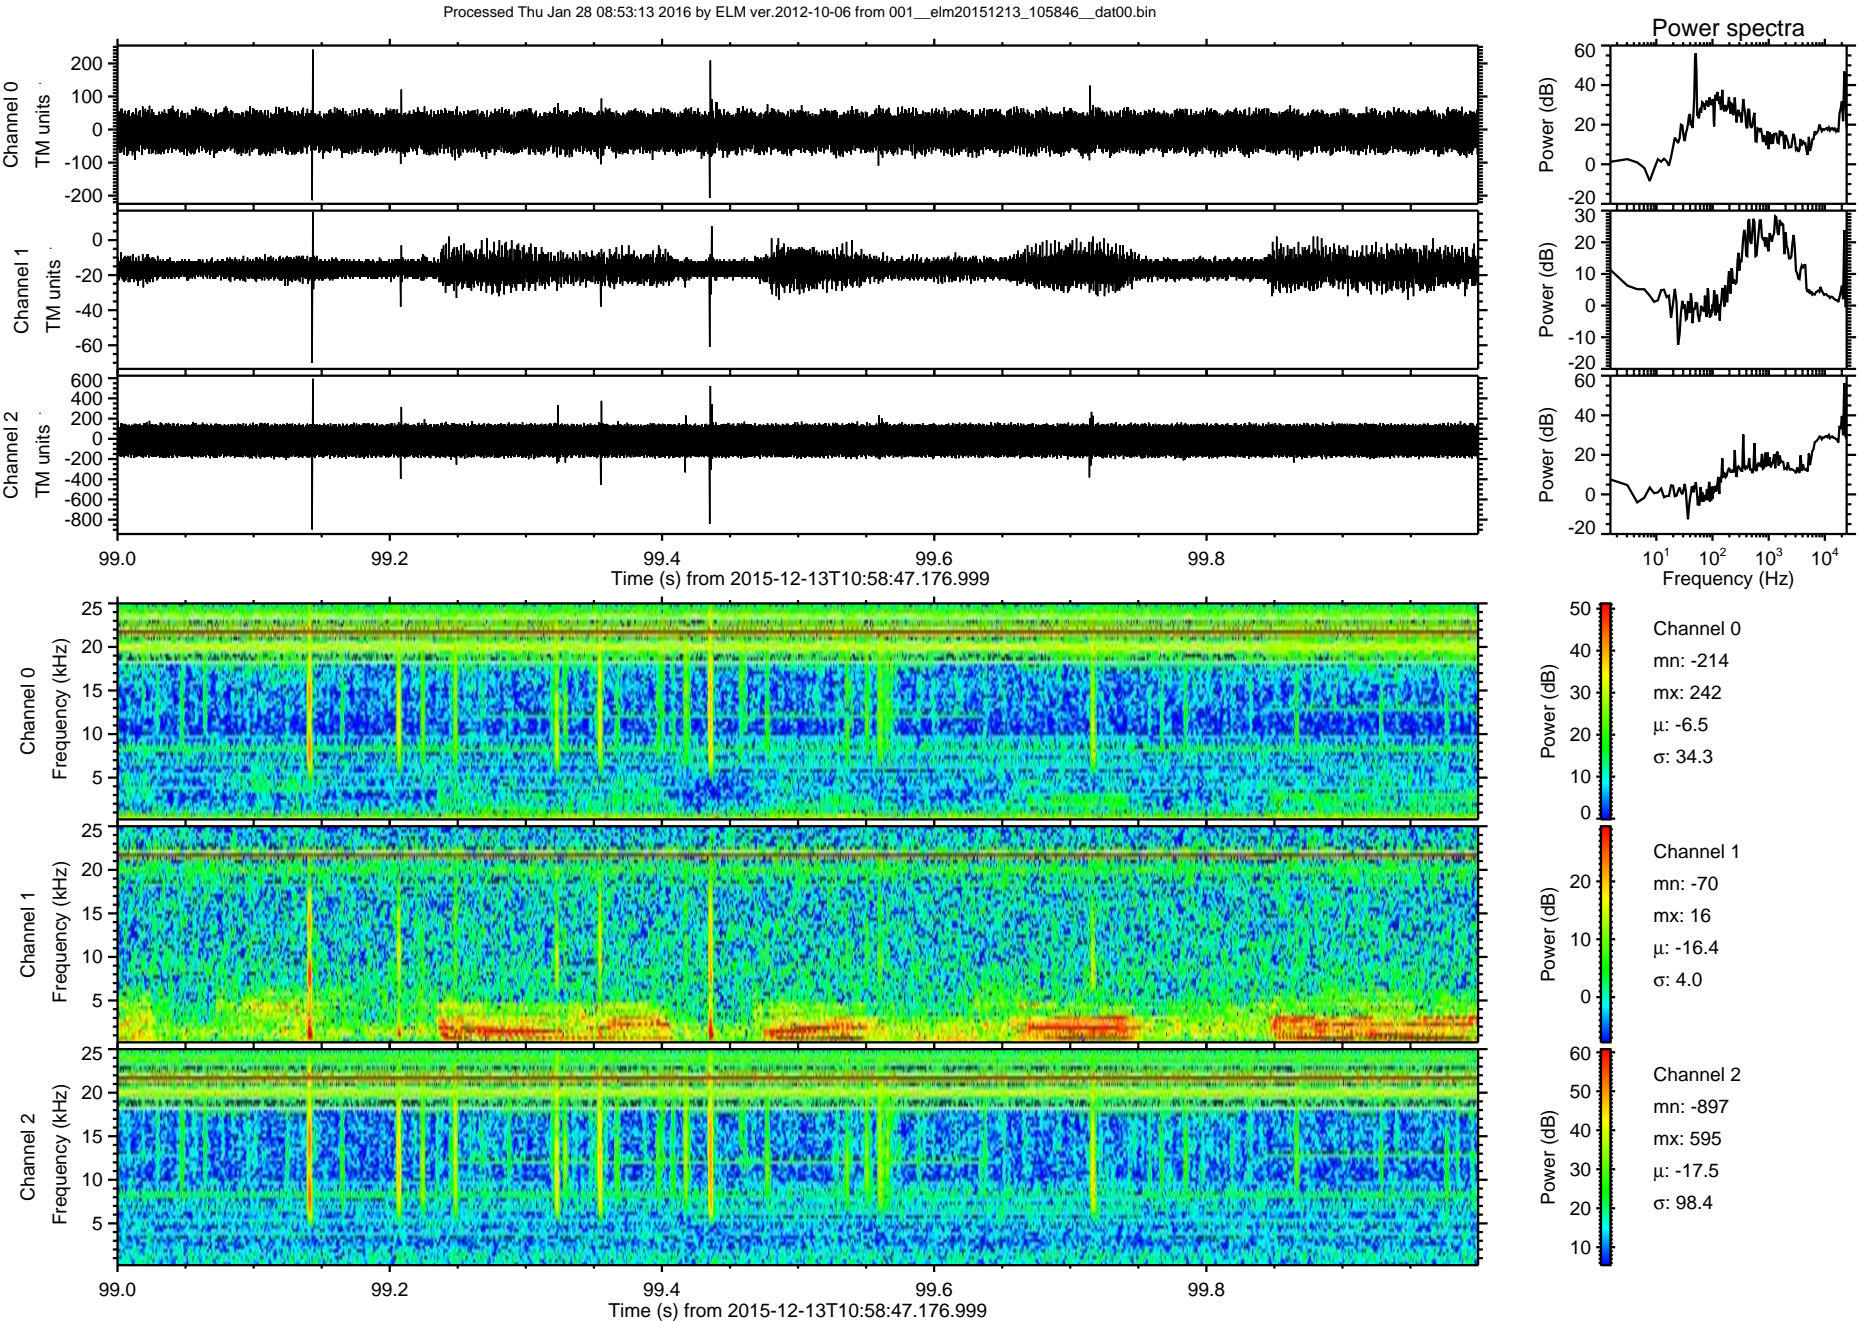 Processed Thu Jan 28 08:53:13 2016 by ELM ver.2012-10-06 from 001__elm20151213_105846__dat00.bin
Power spectra
Channel 0
TM units
200
100
0
-100
-200
Power (dB)
60
40
20
0
-20
Channel 1
TM units
0
-20
-40
-60
Power (dB)
30
20
10
0
-10
-20
Channel 2
TM units
600
400
200
0
-200
-400
-600
-800
Power (dB)
60
40
20
0
-20
99.0 99.2 99.4 99.6 99.8
Time (s) from 2015-12-13T10:58:47.176.999
10^1 10^2 10^3 10^4
Frequency (Hz)
Channel 0
Frequency (kHz)
25
20
15
10
5
Power (dB)
50
40
30
20
10
0
Channel 0
mn: -214
mx: 242
μ: -6.5
σ: 34.3
Channel 1
Frequency (kHz)
25
20
15
10
5
Power (dB)
20
10
0
Channel 1
mn: -70
mx: 16
μ: -16.4
σ: 4.0
Channel 2
Frequency (kHz)
25
20
15
10
5
Power (dB)
60
50
40
30
20
10
Channel 2
mn: -897
mx: 595
μ: -17.5
σ: 98.4
99.0 99.2 99.4 99.6 99.8
Time (s) from 2015-12-13T10:58:47.176.999